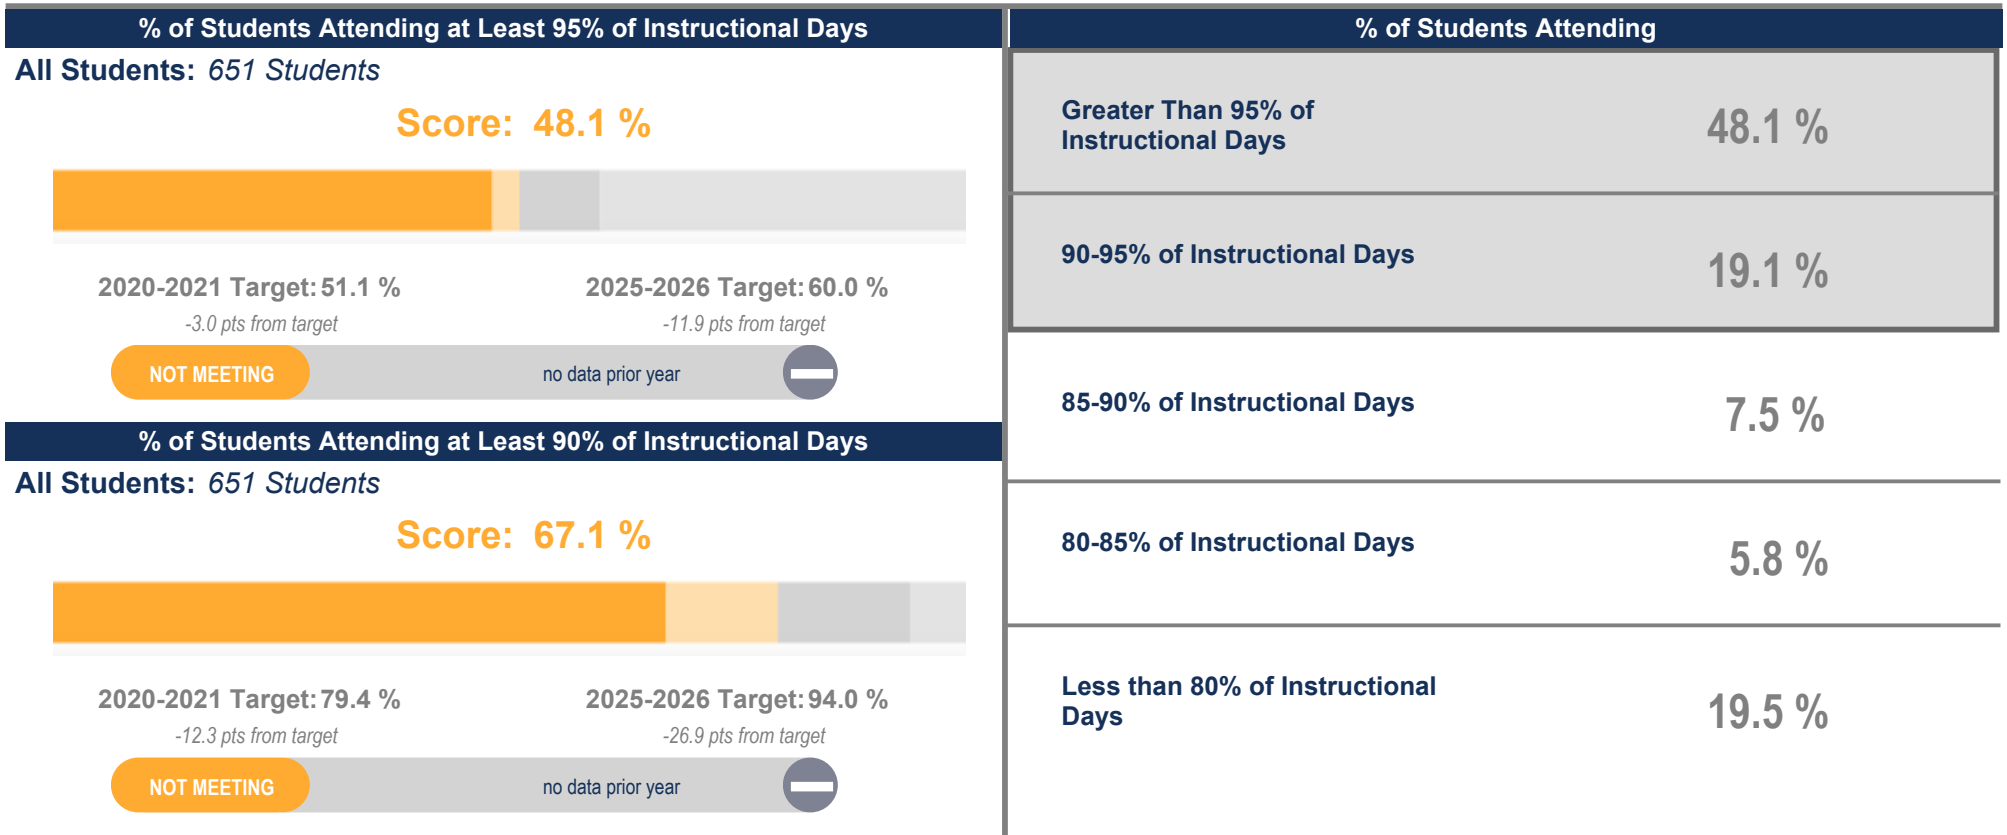 % of Students Attending at Least 95% of Instructional Days
All Students: 651 Students
Score: 48.1 %
2020-2021 Target: 51.1 %
-3.0 pts from target
2025-2026 Target: 60.0 %
-11.9 pts from target
NOT MEETING
no data prior year
% of Students Attending at Least 90% of Instructional Days
All Students: 651 Students
Score: 67.1 %
2020-2021 Target: 79.4 %
-12.3 pts from target
2025-2026 Target: 94.0 %
-26.9 pts from target
NOT MEETING
no data prior year
% of Students Attending
Greater Than 95% of
Instructional Days
48.1 %
90-95% of Instructional Days
19.1 %
85-90% of Instructional Days
7.5 %
80-85% of Instructional Days
5.8 %
Less than 80% of Instructional
Days
19.5 %